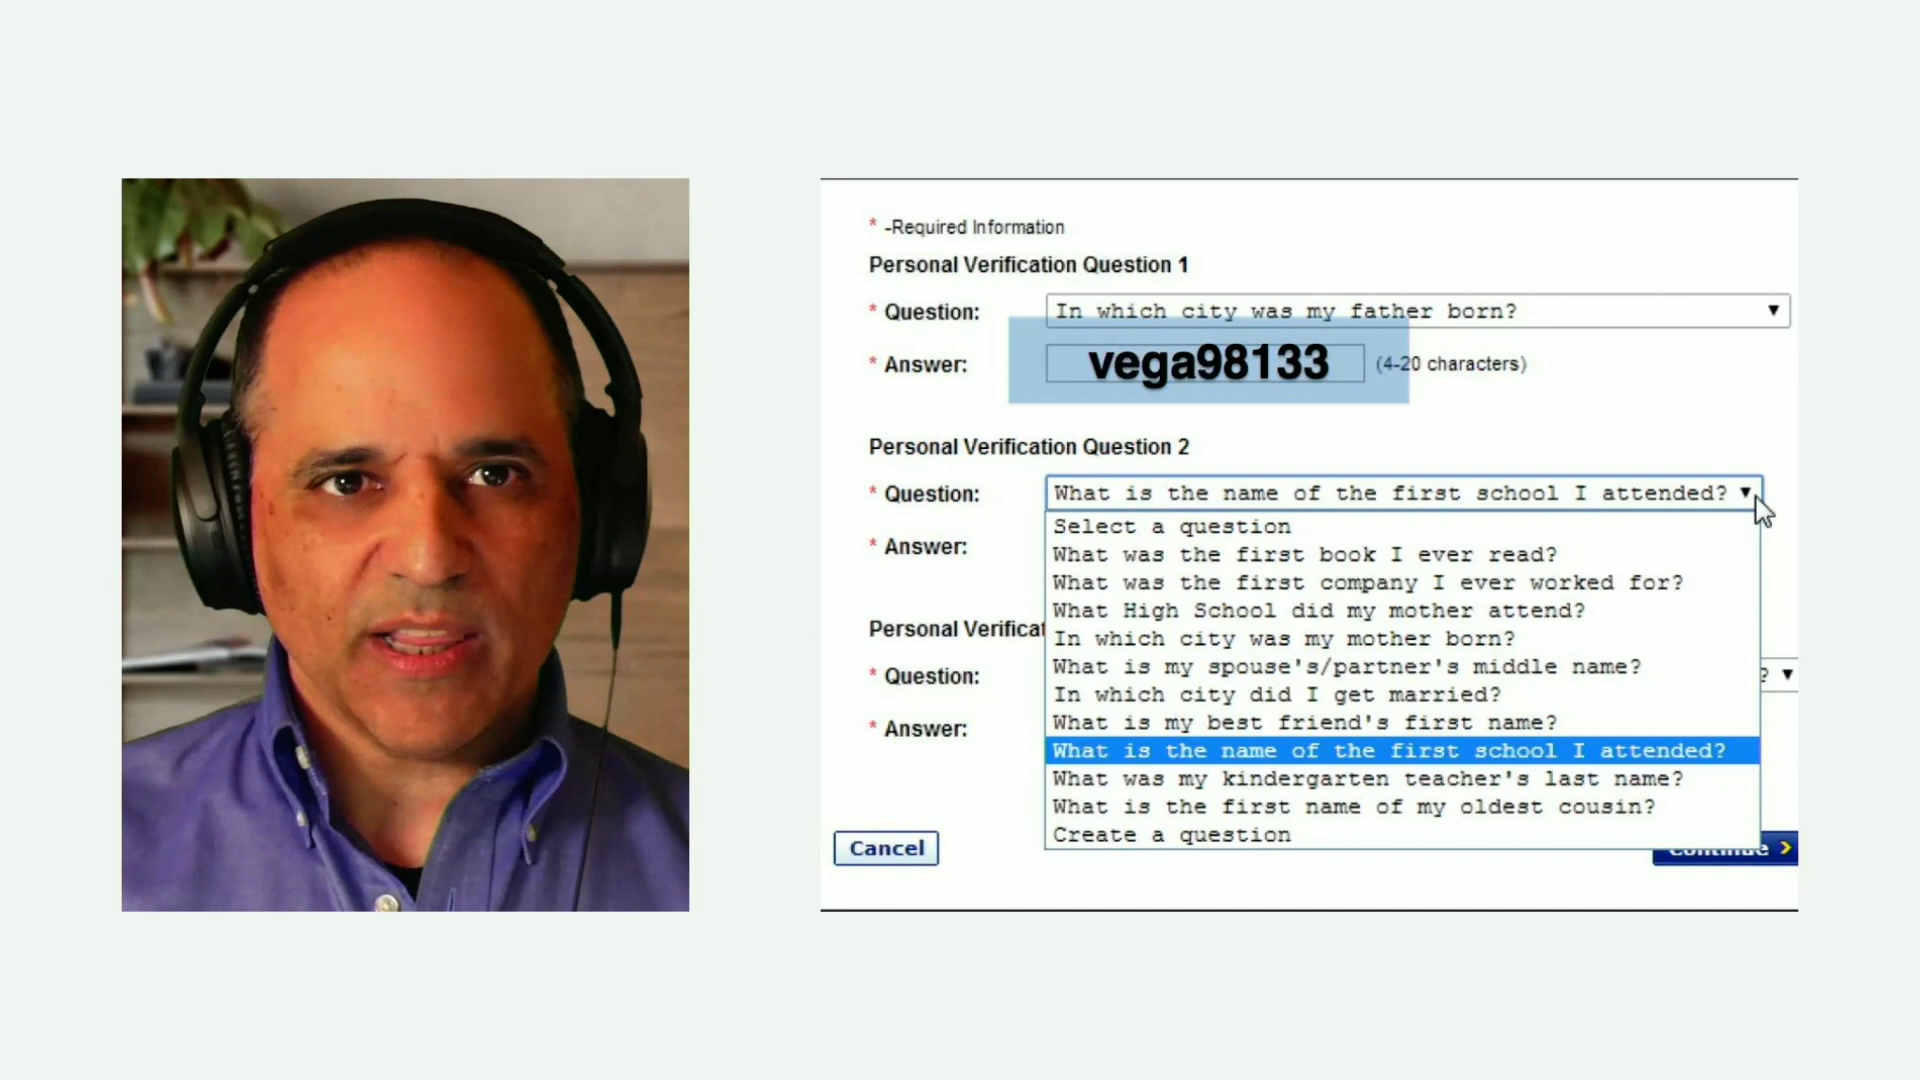 * -Required Information
Personal Verification Question 1
* Question: In which city was my father born? ▼
* Answer: vega98133 (4-20 characters)
Personal Verification Question 2
* Question: What is the name of the first school I attended? ▼
Select a question
* Answer:
What was the first book I ever read?
What was the first company I ever worked for?
What High School did my mother attend?
In which city was my mother born?
Personal Verificat
What is my spouse's/partner's middle name?
* Question: ? ▼
In which city did I get married?
What is my best friend's first name?
* Answer:
What is the name of the first school I attended?
What was my kindergarten teacher's last name?
What is the first name of my oldest cousin?
Create a question
Cancel
Continue >